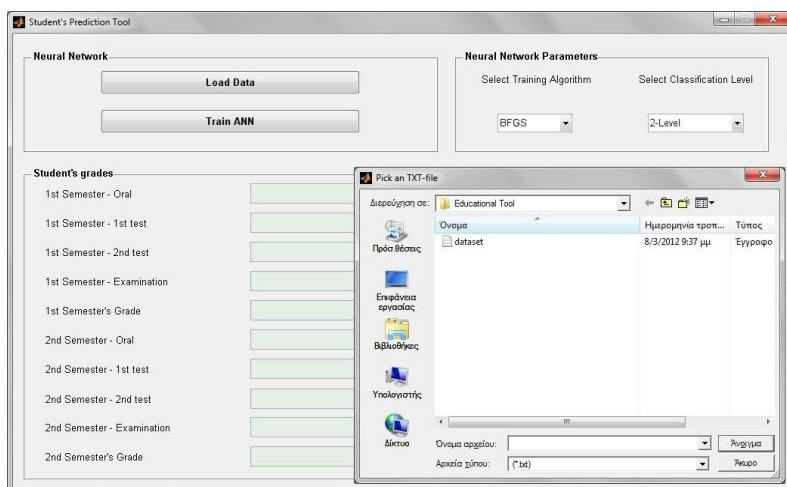 Student's Prediction Tool
Neural Network
Load Data
Train ANN
Neural Network Parameters
Select Training Algorithm
Select Classification Level
BFGS
2-Level
Student's grades
1st Semester - Oral
1st Semester - 1st test
1st Semester - 2nd test
1st Semester - Examination
1st Semester's Grade
2nd Semester - Oral
2nd Semester - 1st test
2nd Semester - 2nd test
2nd Semester - Examination
2nd Semester's Grade
Pick an TXT-file
Διερεύνηση σε:
Educational Tool
Όνομα
Ημερομηνία τροπ...
Τύπος
dataset
8/3/2012 9:37 μμ
Έγγραφο
Πρόσ.θέσεις
Επιφάνεια
εργασίας
Βιβλιοθήκες
Υπολογιστής
Δίκτυο
Όνομα αρχείου:
Άνοιγμα
Αρχεία τύπου:
(*.txt)
Άκυρο